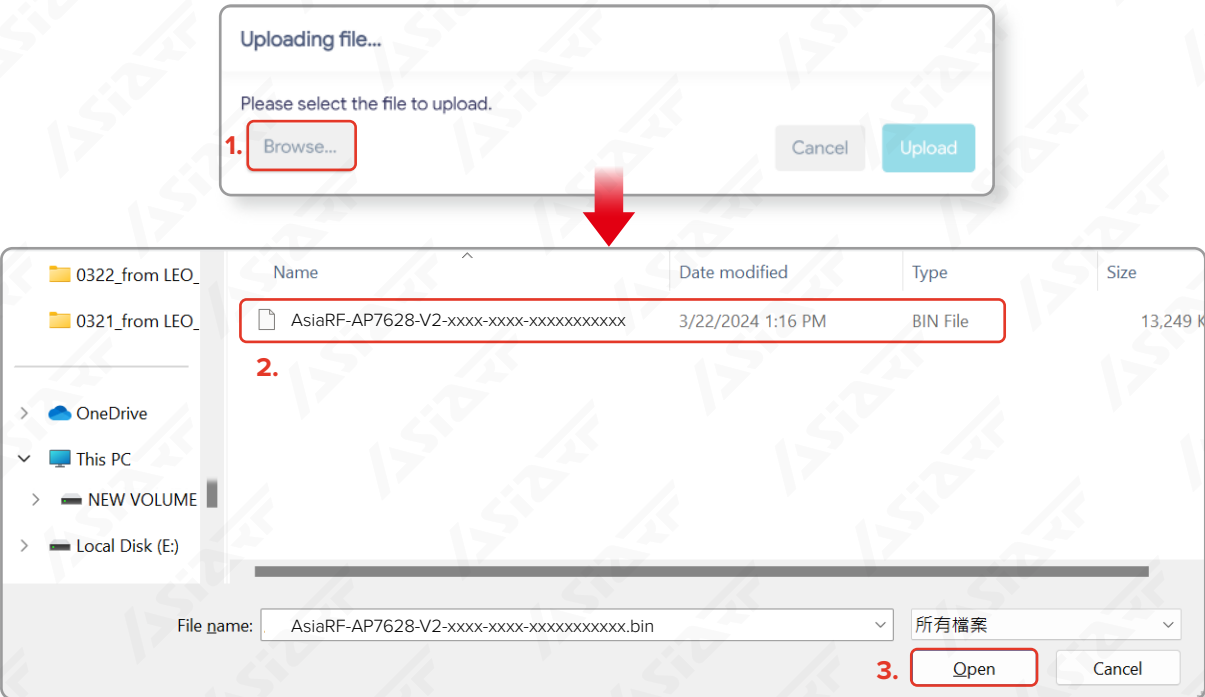 Uploading file...
Please select the file to upload.
1. Browse...
Cancel
Upload
Name
Date modified
Type
Size
0322_from LEO_
0321_from LEO_
AsiaRF-AP7628-V2-xxxx-xxxx-xxxxxxxxxxx
3/22/2024 1:16 PM
BIN File
13,249 K
2.
OneDrive
This PC
NEW VOLUME
Local Disk (E:)
File name: AsiaRF-AP7628-V2-xxxx-xxxx-xxxxxxxxxxx.bin
所有檔案
3. Open
Cancel
ASiARF